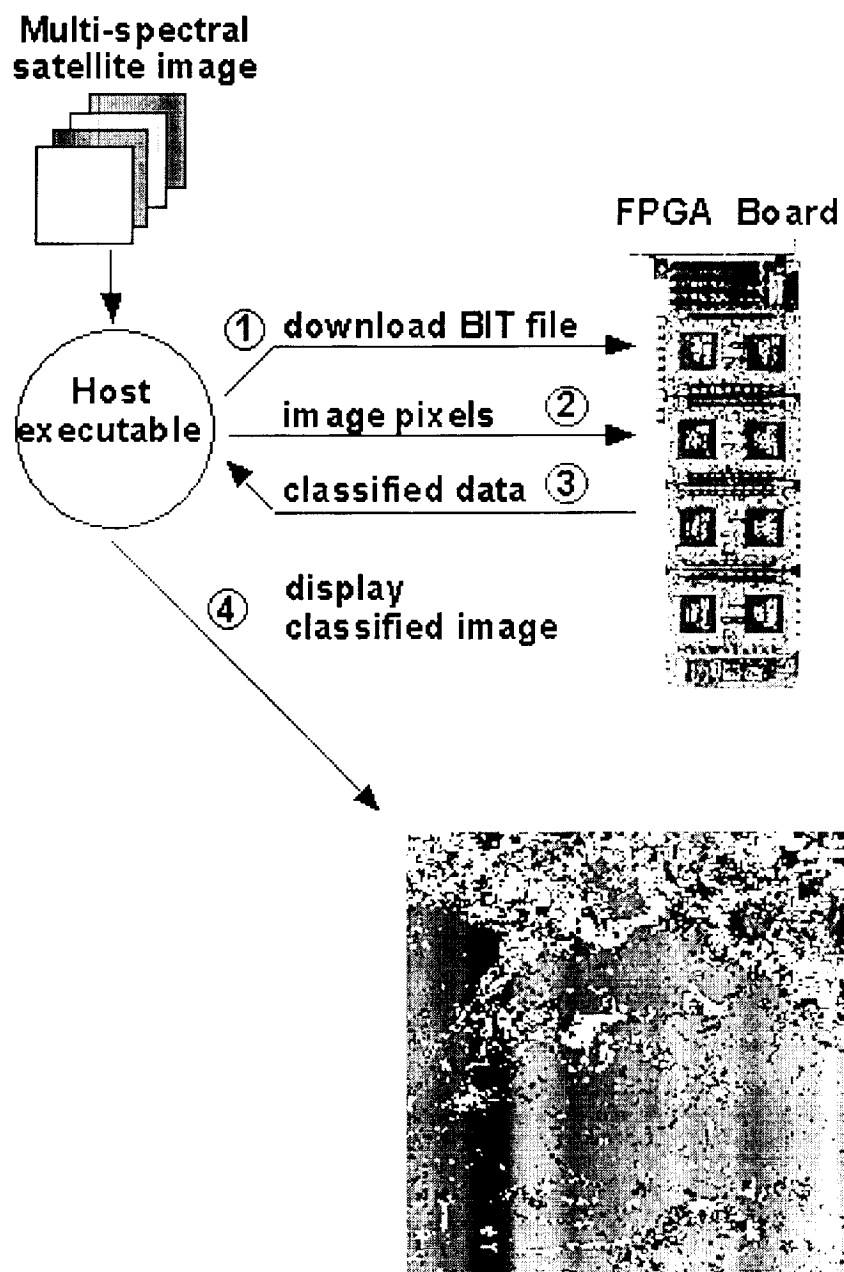 Multi-spectral
satellite image
FPGA Board
① download BIT file
Host
executable
image pixels ②
classified data ③
④ display
classified image